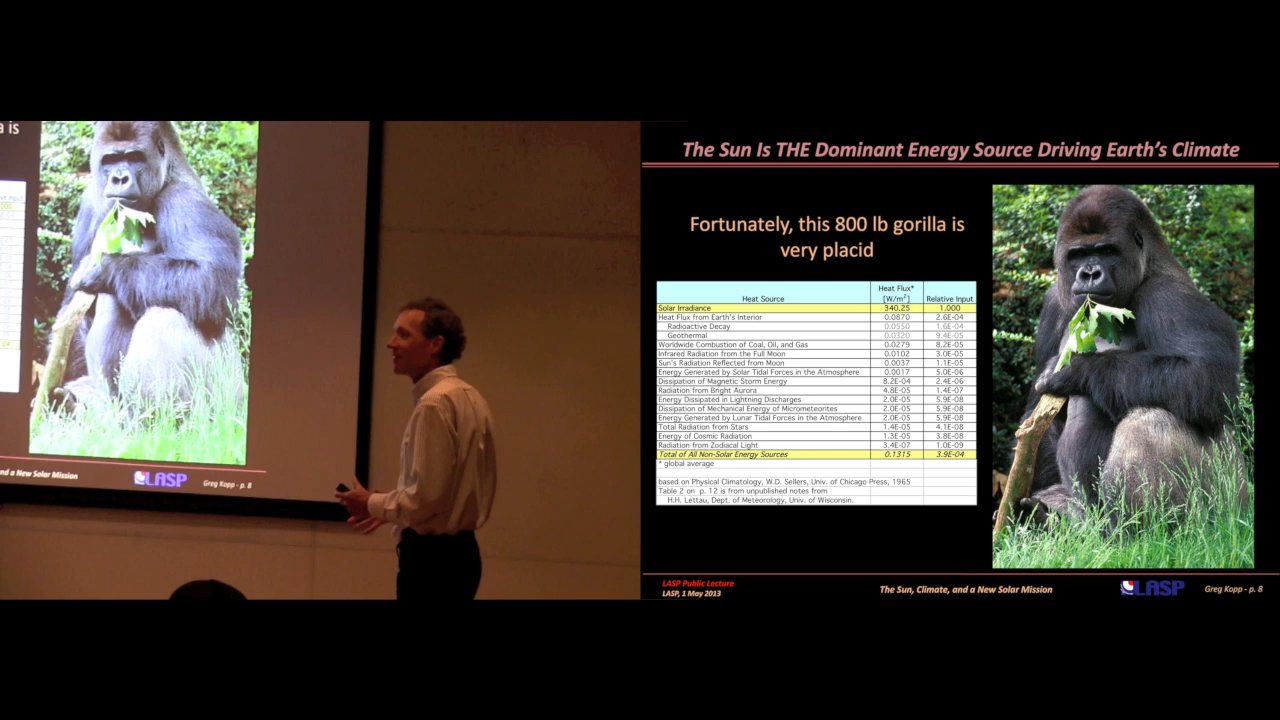 a is
nd a New Solar Mission
LASP
Greg Kopp - p. 8
The Sun Is THE Dominant Energy Source Driving Earth's Climate
Fortunately, this 800 lb gorilla is
very placid
Heat Source Heat Flux* [W/m²] Relative Input
Solar Irradiance 340.25 1.000
Heat Flux from Earth's Interior 0.0870 2.6E-04
Radioactive Decay 0.0550 1.6E-04
Geothermal 0.0320 9.4E-05
Worldwide Combustion of Coal, Oil, and Gas 0.0279 8.2E-05
Infrared Radiation from the Full Moon 0.0102 3.0E-05
Sun's Radiation Reflected from Moon 0.0037 1.1E-05
Energy Generated by Solar Tidal Forces in the Atmosphere 0.0017 5.0E-06
Dissipation of Magnetic Storm Energy 8.2E-04 2.4E-06
Radiation from Bright Aurora 4.8E-05 1.4E-07
Energy Dissipated in Lightning Discharges 2.0E-05 5.9E-08
Dissipation of Mechanical Energy of Micrometeorites 2.0E-05 5.9E-08
Energy Generated by Lunar Tidal Forces in the Atmosphere 2.0E-05 5.9E-08
Total Radiation from Stars 1.4E-05 4.1E-08
Energy of Cosmic Radiation 1.3E-05 3.8E-08
Radiation from Zodiacal Light 3.4E-07 1.0E-09
Total of All Non-Solar Energy Sources 0.1315 3.9E-04
* global average
based on Physical Climatology, W.D. Sellers, Univ. of Chicago Press, 1965
Table 2 on p. 12 is from unpublished notes from
H.H. Lettau, Dept. of Meteorology, Univ. of Wisconsin.
LASP Public Lecture
LASP, 1 May 2013
The Sun, Climate, and a New Solar Mission
LASP
Greg Kopp - p. 8